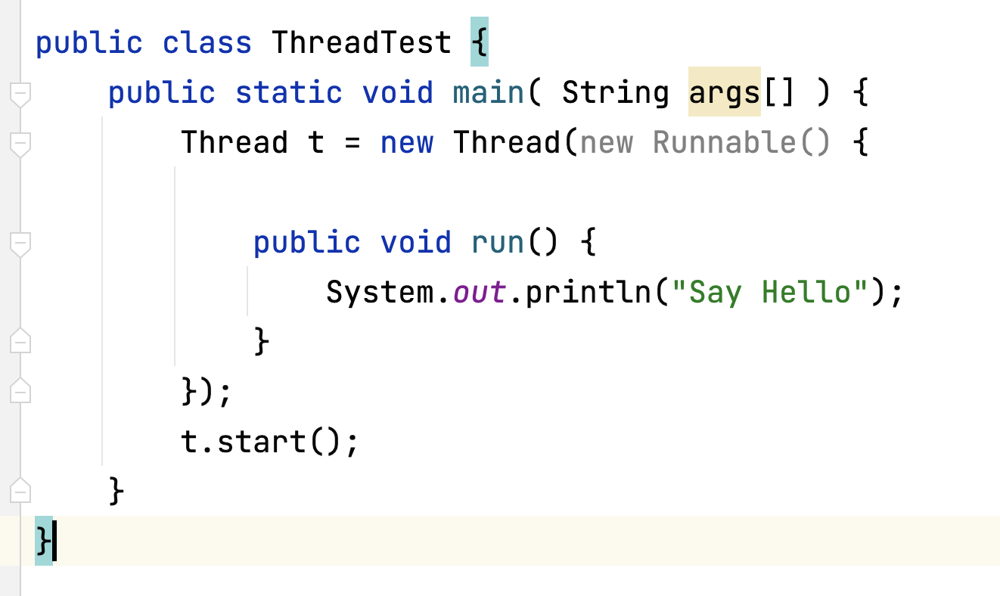 public class ThreadTest {
    public static void main( String args[] ) {
        Thread t = new Thread(new Runnable() {

            public void run() {
                System.out.println("Say Hello");
            }
        });
        t.start();
    }
}